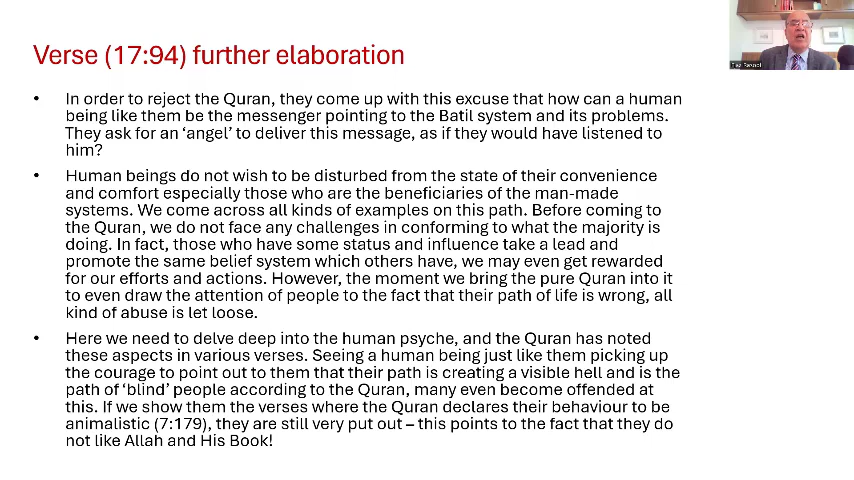 Verse (17:94) further elaboration
• In order to reject the Quran, they come up with this excuse that how can a human
being like them be the messenger pointing to the Batil system and its problems.
They ask for an ‘angel’ to deliver this message, as if they would have listened to
him?
• Human beings do not wish to be disturbed from the state of their convenience
and comfort especially those who are the beneficiaries of the man-made
systems. We come across all kinds of examples on this path. Before coming to
the Quran, we do not face any challenges in conforming to what the majority is
doing. In fact, those who have some status and influence take a lead and
promote the same belief system which others have, we may even get rewarded
for our efforts and actions. However, the moment we bring the pure Quran into it
to even draw the attention of people to the fact that their path of life is wrong, all
kind of abuse is let loose.
• Here we need to delve deep into the human psyche, and the Quran has noted
these aspects in various verses. Seeing a human being just like them picking up
the courage to point out to them that their path is creating a visible hell and is the
path of ‘blind’ people according to the Quran, many even become offended at
this. If we show them the verses where the Quran declares their behaviour to be
animalistic (7:179), they are still very put out – this points to the fact that they do
not like Allah and His Book!